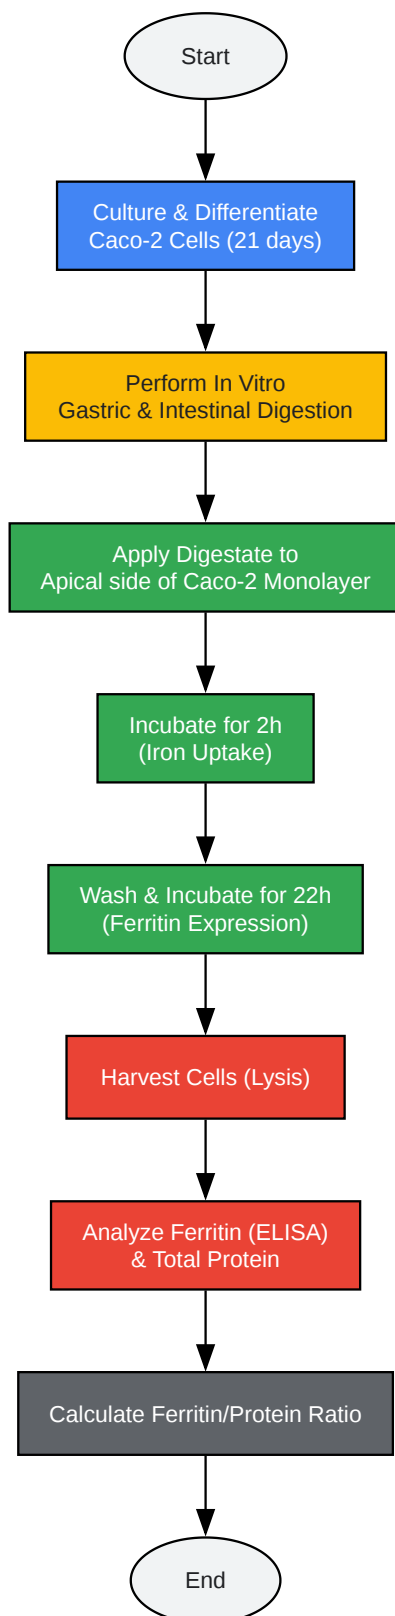 Start
Culture & Differentiate
Caco-2 Cells (21 days)
Perform In Vitro
Gastric & Intestinal Digestion
Apply Digestate to
Apical side of Caco-2 Monolayer
Incubate for 2h
(Iron Uptake)
Wash & Incubate for 22h
(Ferritin Expression)
Harvest Cells (Lysis)
Analyze Ferritin (ELISA)
& Total Protein
Calculate Ferritin/Protein Ratio
End